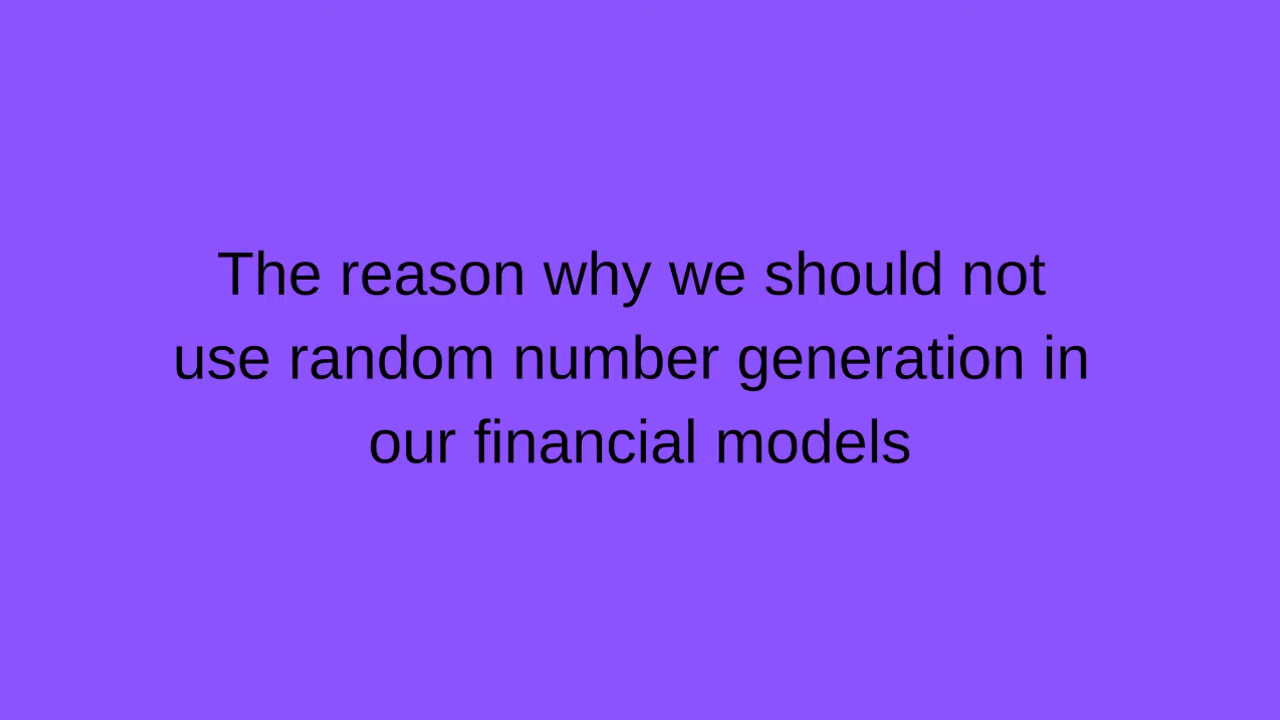 The reason why we should not
use random number generation in
our financial models